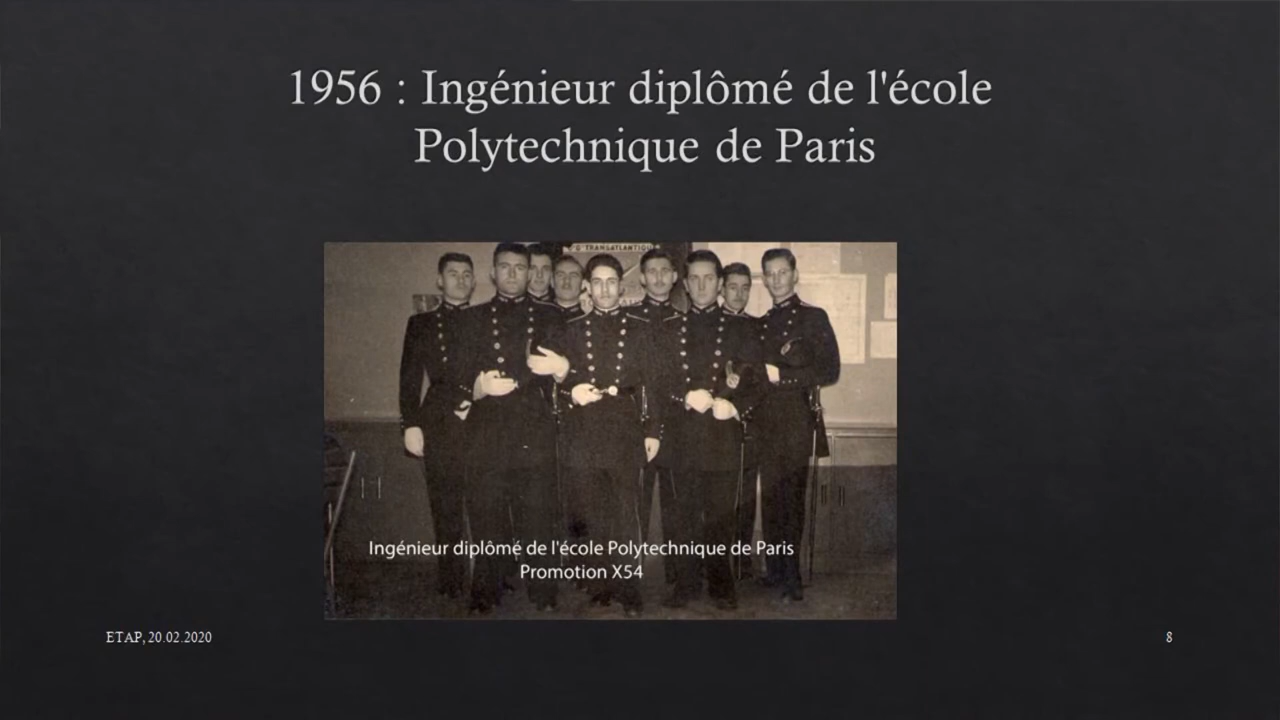 1956 : Ingénieur diplômé de l'école
Polytechnique de Paris
TRANSATLANTIQUE
Ingénieur diplômé de l'école Polytechnique de Paris
Promotion X54
ETAP, 20.02.2020
8